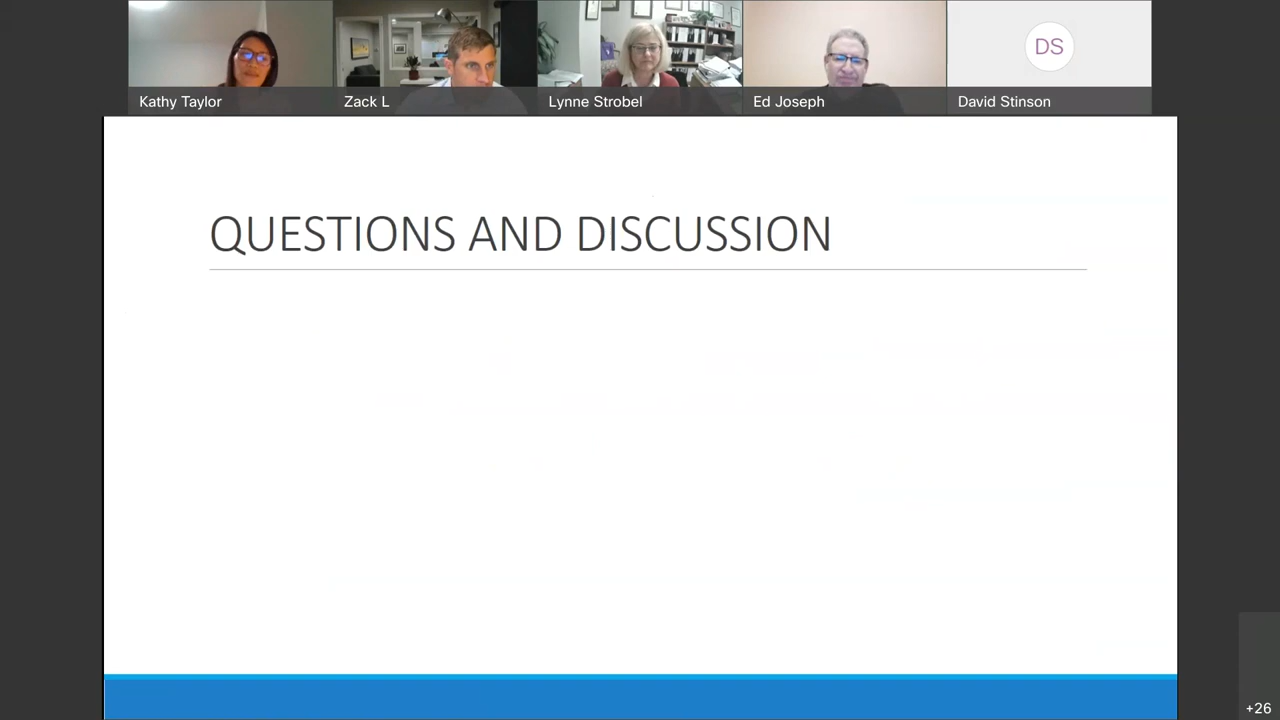 Kathy Taylor
Zack L
Lynne Strobel
Ed Joseph
DS
David Stinson
QUESTIONS AND DISCUSSION
+26